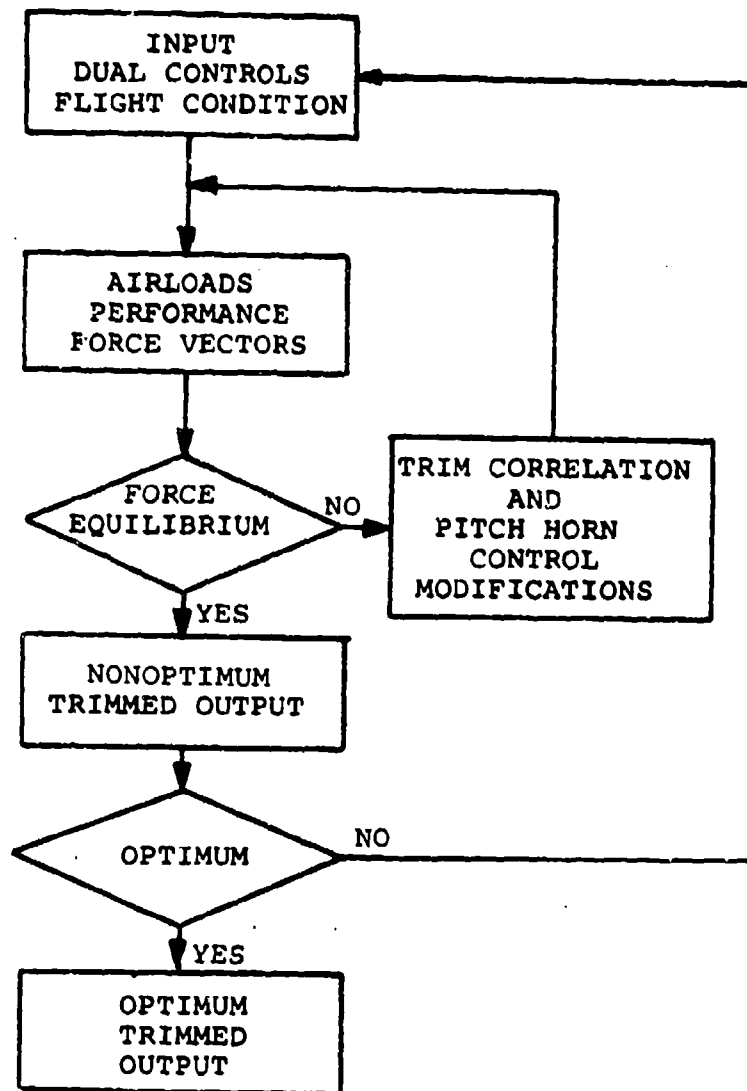 INPUT
DUAL CONTROLS
FLIGHT CONDITION
AIRLOADS
PERFORMANCE
FORCE VECTORS
FORCE
EQUILIBRIUM
NO
TRIM CORRELATION
AND
PITCH HORN
CONTROL
MODIFICATIONS
YES
NONOPTIMUM
TRIMMED OUTPUT
OPTIMUM
NO
YES
OPTIMUM
TRIMMED
OUTPUT